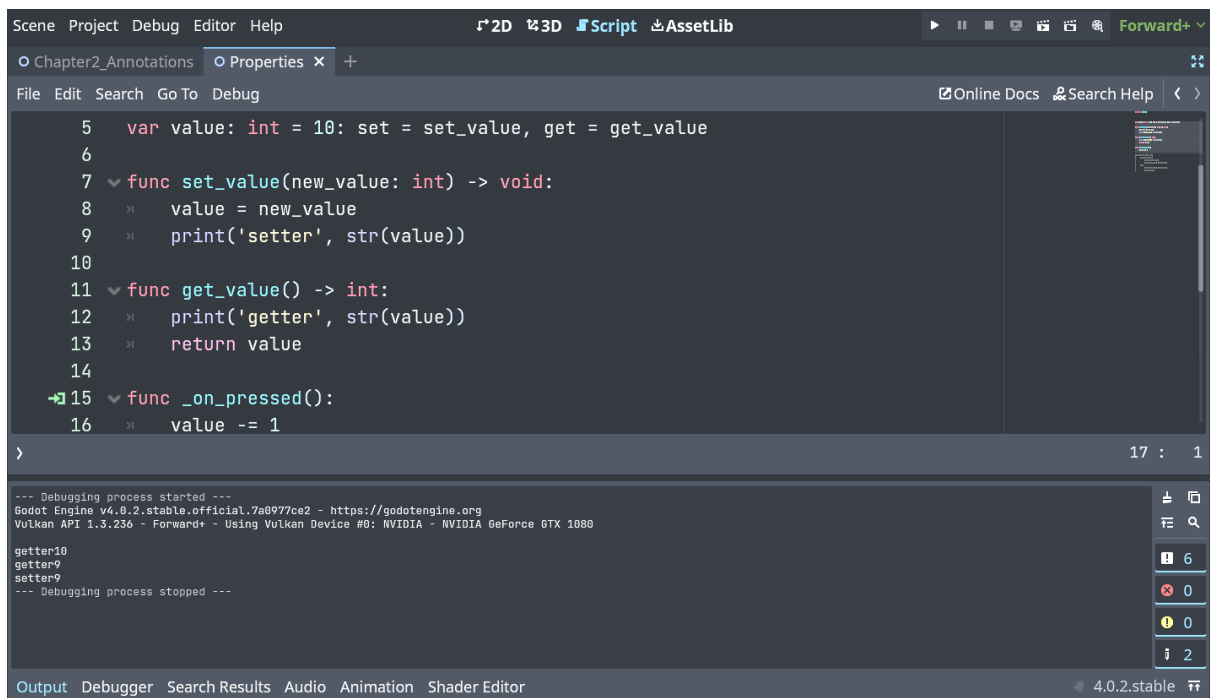 Scene Project Debug Editor Help 2D 3D Script AssetLib Forward+
Chapter2_Annotations Properties
File Edit Search Go To Debug Online Docs Search Help
5 var value: int = 10: set = set_value, get = get_value
6
7 func set_value(new_value: int) -> void:
8 value = new_value
9 print('setter', str(value))
10
11 func get_value() -> int:
12 print('getter', str(value))
13 return value
14
15 func _on_pressed():
16 value -= 1
17 : 1
--- Debugging process started ---
Godot Engine v4.0.2.stable.official.7a0977ce2 - https://godotengine.org
Vulkan API 1.3.236 - Forward+ - Using Vulkan Device #0: NVIDIA - NVIDIA GeForce GTX 1080
getter10
getter9
setter9
--- Debugging process stopped ---
6
0
0
2
Output Debugger Search Results Audio Animation Shader Editor 4.0.2.stable